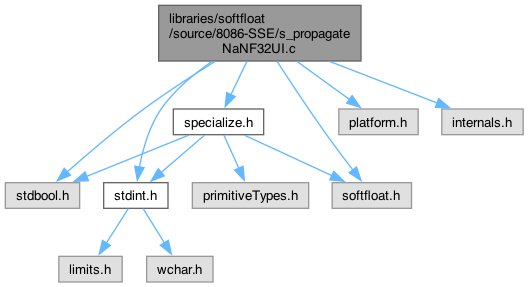 libraries/softfloat
/source/8086-SSE/s_propagate
NaNF32UI.c
specialize.h
platform.h
internals.h
stdbool.h
stdint.h
primitiveTypes.h
softfloat.h
limits.h
wchar.h